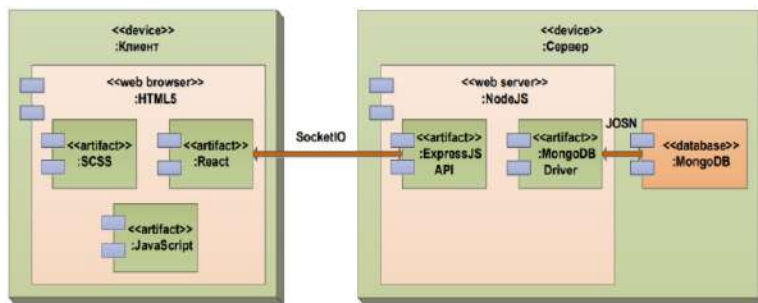 <<device>>
:Клиент
<<web browser>>
:HTML5
<<artifact>>
:SCSS
<<artifact>>
:React
<<artifact>>
:JavaScript
SocketIO
<<device>>
:Сервер
<<web server>>
:NodeJS
<<artifact>>
:ExpressJS
API
<<artifact>>
:MongoDB
Driver
JOSN
<<database>>
:MongoDB